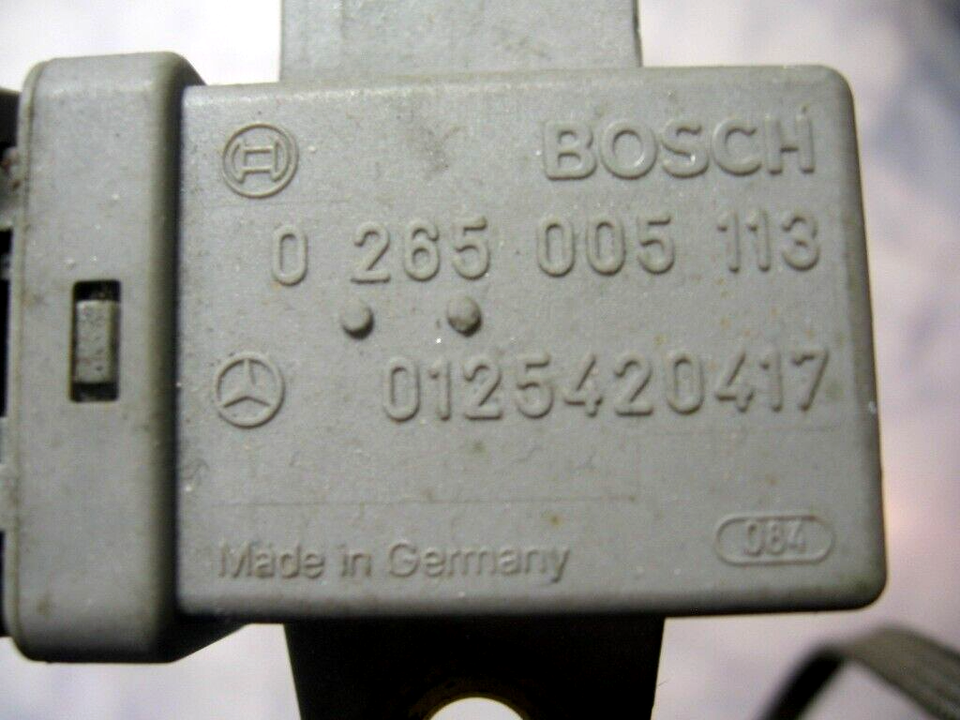 BOSCH
0 265 005 113
0125420417
Made in Germany
084